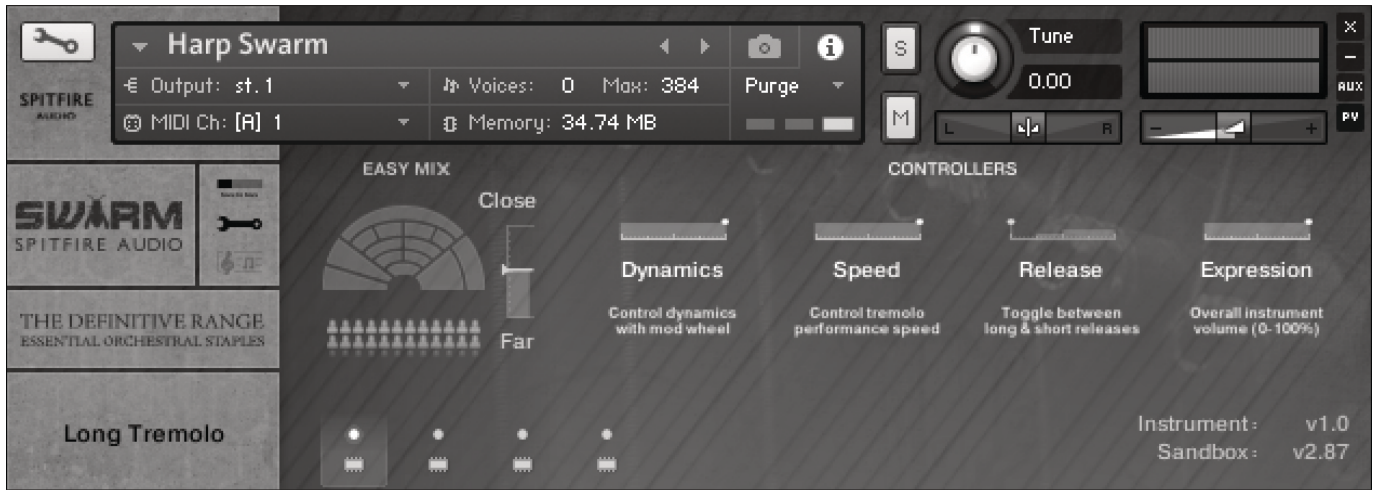 Harp Swarm
i
S
Tune
X
SPITFIRE
AUDIO
Output: st.1
Voices: 0 Max: 384
Purge
0.00
AUX
MIDI Ch: [A] 1
Memory: 34.74 MB
M
L
R
−
+
PV
EASY MIX
CONTROLLERS
Close
SWARM
SPITFIRE AUDIO
Dynamics
Speed
Release
Expression
Control dynamics
with mod wheel
Control tremolo
performance speed
Toggle between
long & short releases
Overall instrument
volume (0-100%)
THE DEFINITIVE RANGE
ESSENTIAL ORCHESTRAL STAPLES
Far
Long Tremolo
Instrument: v1.0
Sandbox: v2.87